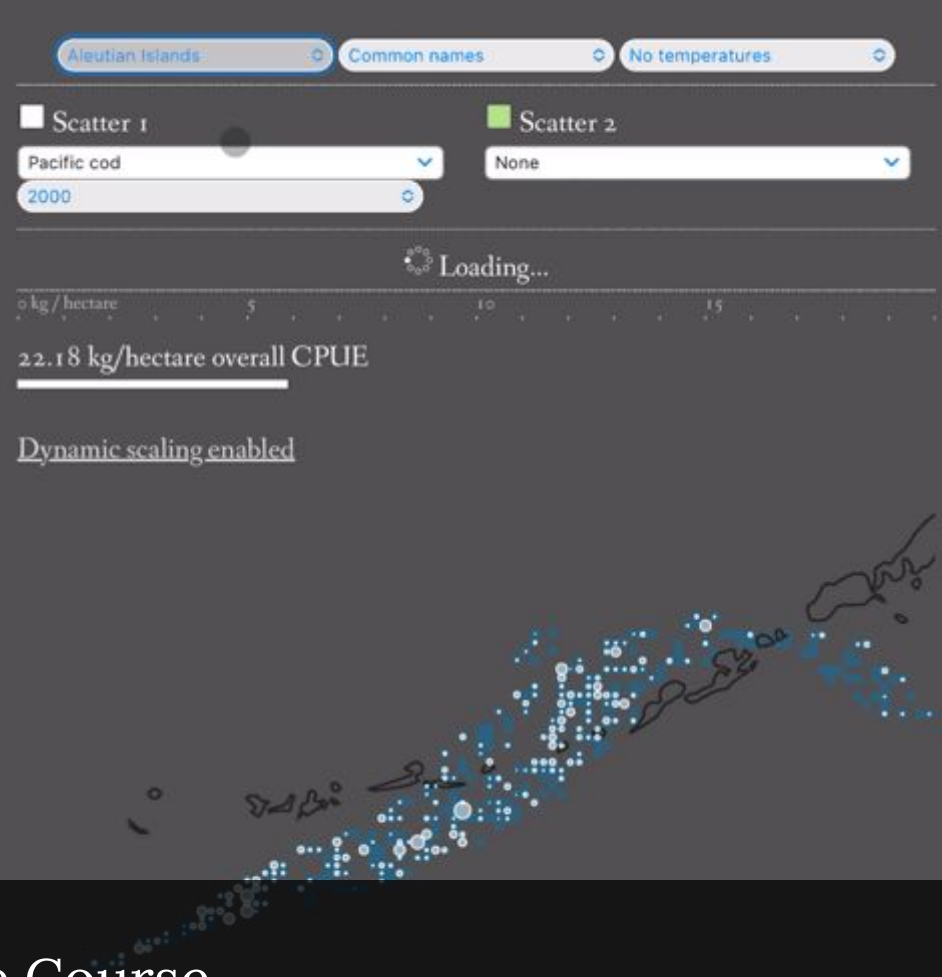 Aleutian Islands Common names No temperatures
Scatter 1 Scatter 2
Pacific cod None
2000
Loading...
0 kg / hectare 5 10 15
22.18 kg/hectare overall CPUE
Dynamic scaling enabled
Course